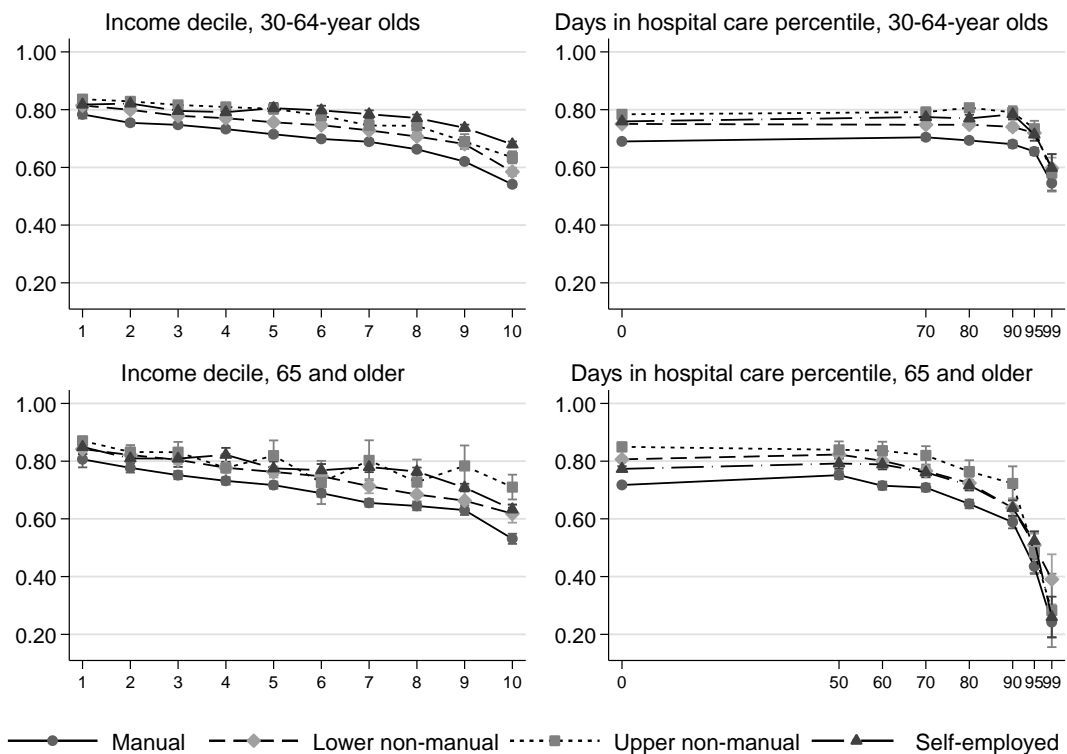 Income decile, 30-64-year olds
1.00
0.80
0.60
0.40
0.20
1 2 3 4 5 6 7 8 9 10
Days in hospital care percentile, 30-64-year olds
1.00
0.80
0.60
0.40
0.20
0 70 80 90 95 99
Income decile, 65 and older
1.00
0.80
0.60
0.40
0.20
1 2 3 4 5 6 7 8 9 10
Days in hospital care percentile, 65 and older
1.00
0.80
0.60
0.40
0.20
0 50 60 70 80 90 95 99
Manual Lower non-manual Upper non-manual Self-employed